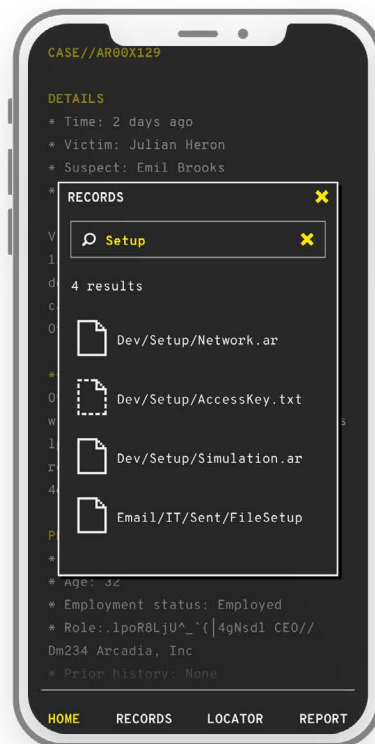 CASE//AR00X129
DETAILS
* Time: 2 days ago
* Victim: Julian Heron
* Suspect: Emil Brooks
*
RECORDS
Setup
4 results
Dev/Setup/Network.ar
Dev/Setup/AccessKey.txt
Dev/Setup/Simulation.ar
Email/IT/Sent/FileSetup
* Age: 32
* Employment status: Employed
* Role:.lpoR8LjU^_`{|4gNsdl CEO//
Dm234 Arcadia, Inc
* Prior history: None
HOME RECORDS LOCATOR REPORT